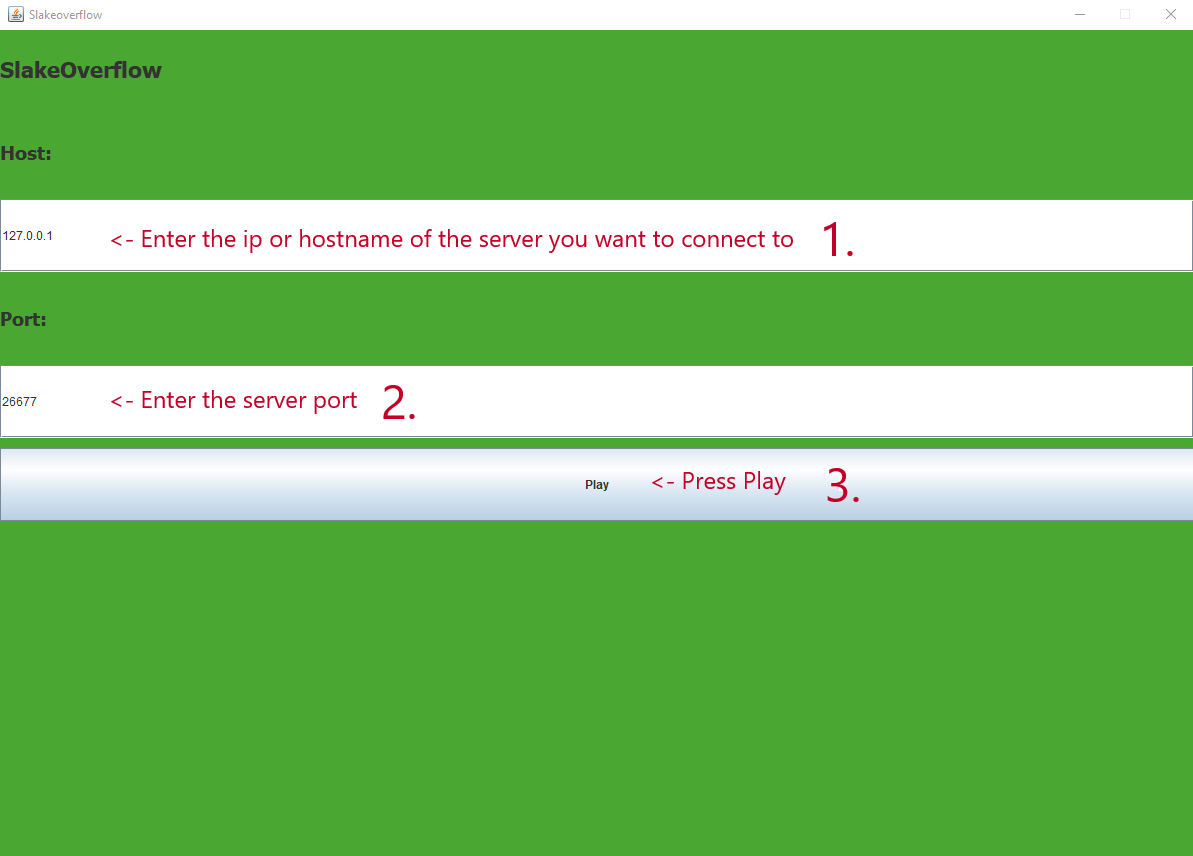 Slakeoverflow
SlakeOverflow
Host:
127.0.0.1 <- Enter the ip or hostname of the server you want to connect to 1.
Port:
26677 <- Enter the server port 2.
Play <- Press Play 3.